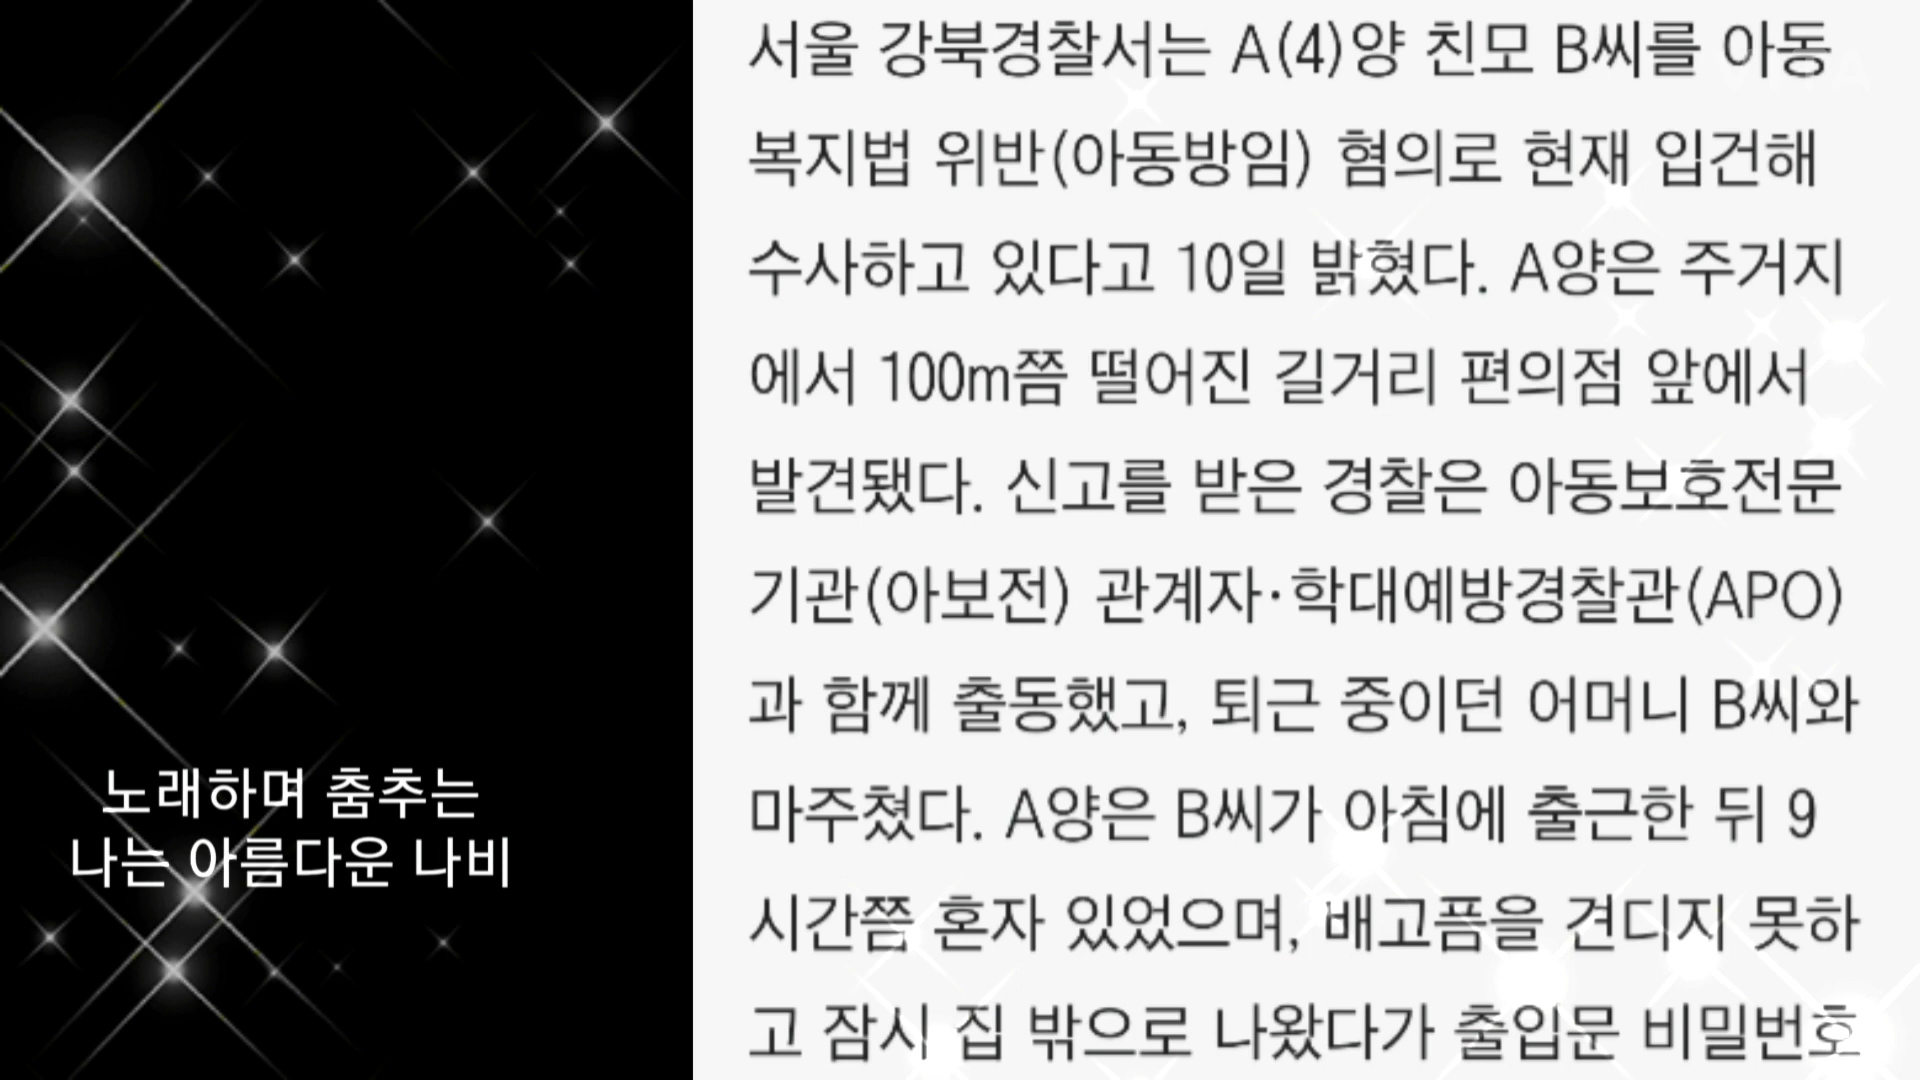 노래하며 춤추는
나는 아름다운 나비
서울 강북경찰서는 A(4)양 친모 B씨를 아동
복지법 위반(아동방임) 혐의로 현재 입건해
수사하고 있다고 10일 밝혔다. A양은 주거지
에서 100m쯤 떨어진 길거리 편의점 앞에서
발견됐다. 신고를 받은 경찰은 아동보호전문
기관(아보전) 관계자·학대예방경찰관(APO)
과 함께 출동했고, 퇴근 중이던 어머니 B씨와
마주쳤다. A양은 B씨가 아침에 출근한 뒤 9
시간쯤 혼자 있었으며, 배고픔을 견디지 못하
고 잠시 집 밖으로 나왔다가 출입문 비밀번호